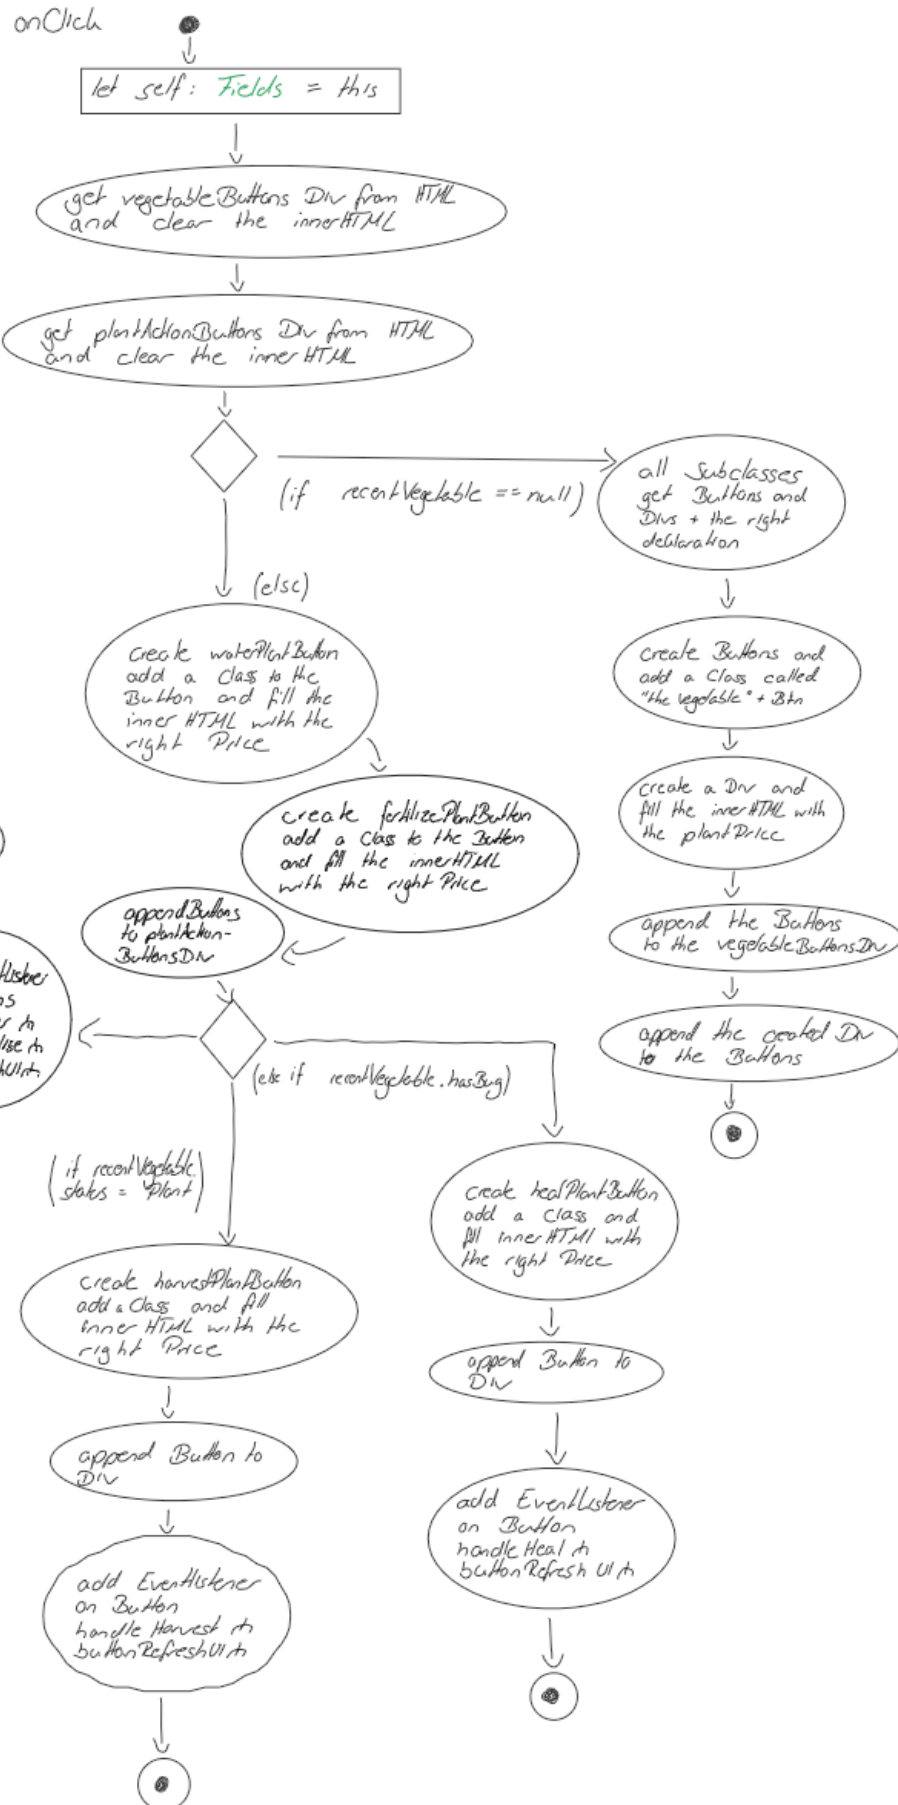 onClick
let self: Fields = this
get vegetableButtons Div from HTML
and clear the innerHTML
get plantActionButtons Div from HTML
and clear the inner HTML
(if recentVegetable == null)
all Subclasses
get Buttons and
Divs + the right
declaration
(else)
create waterPlantButton
add a Class to the
Button and fill the
inner HTML with the
right Price
create Buttons and
add a Class called
"the vegetable" + Btn
create a Div and
fill the innerHTML with
the plantPrice
create fertilizePlantButton
add a Class to the Button
and fill the innerHTML
with the right Price
append Buttons
to plantAction-
ButtonsDiv
append the Buttons
to the vegetableButtonsDiv
append the created Div
to the Buttons
(else if recentVegetable.hasBug)
(if recentVegetable.
status = Plant)
create healPlantButton
add a Class and
fill innerHTMl with
the right Price
create harvestPlantButton
add a Class and fill
inner HTML with the
right Price
append Button to
Div
append Button to
Div
add EventListener
on Button
handle Heal
buttonRefresh UI
add EventListener
on Button
handle Harvest
buttonRefreshUI